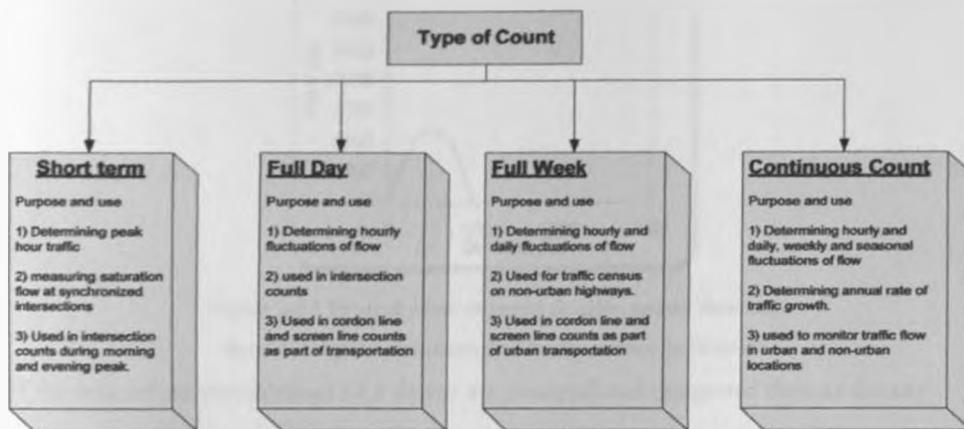 Type of Count
Short term
Purpose and use
1) Determining peak
hour traffic
2) measuring saturation
flow at synchronized
intersections
3) Used in intersection
counts during morning
and evening peak.
Full Day
Purpose and use
1) Determining hourly
fluctuations of flow
2) used in intersection
counts
3) Used in cordon line
and screen line counts
as part of transportation
Full Week
Purpose and use
1) Determining hourly and
daily fluctuations of flow
2) Used for traffic census
on non-urban highways.
3) Used in cordon line and
screen line counts as part
of urban transportation
Continuous Count
Purpose and use
1) Determining hourly and
daily, weekly and seasonal
fluctuations of flow
2) Determining annual rate of
traffic growth.
3) used to monitor traffic flow
in urban and non-urban
locations